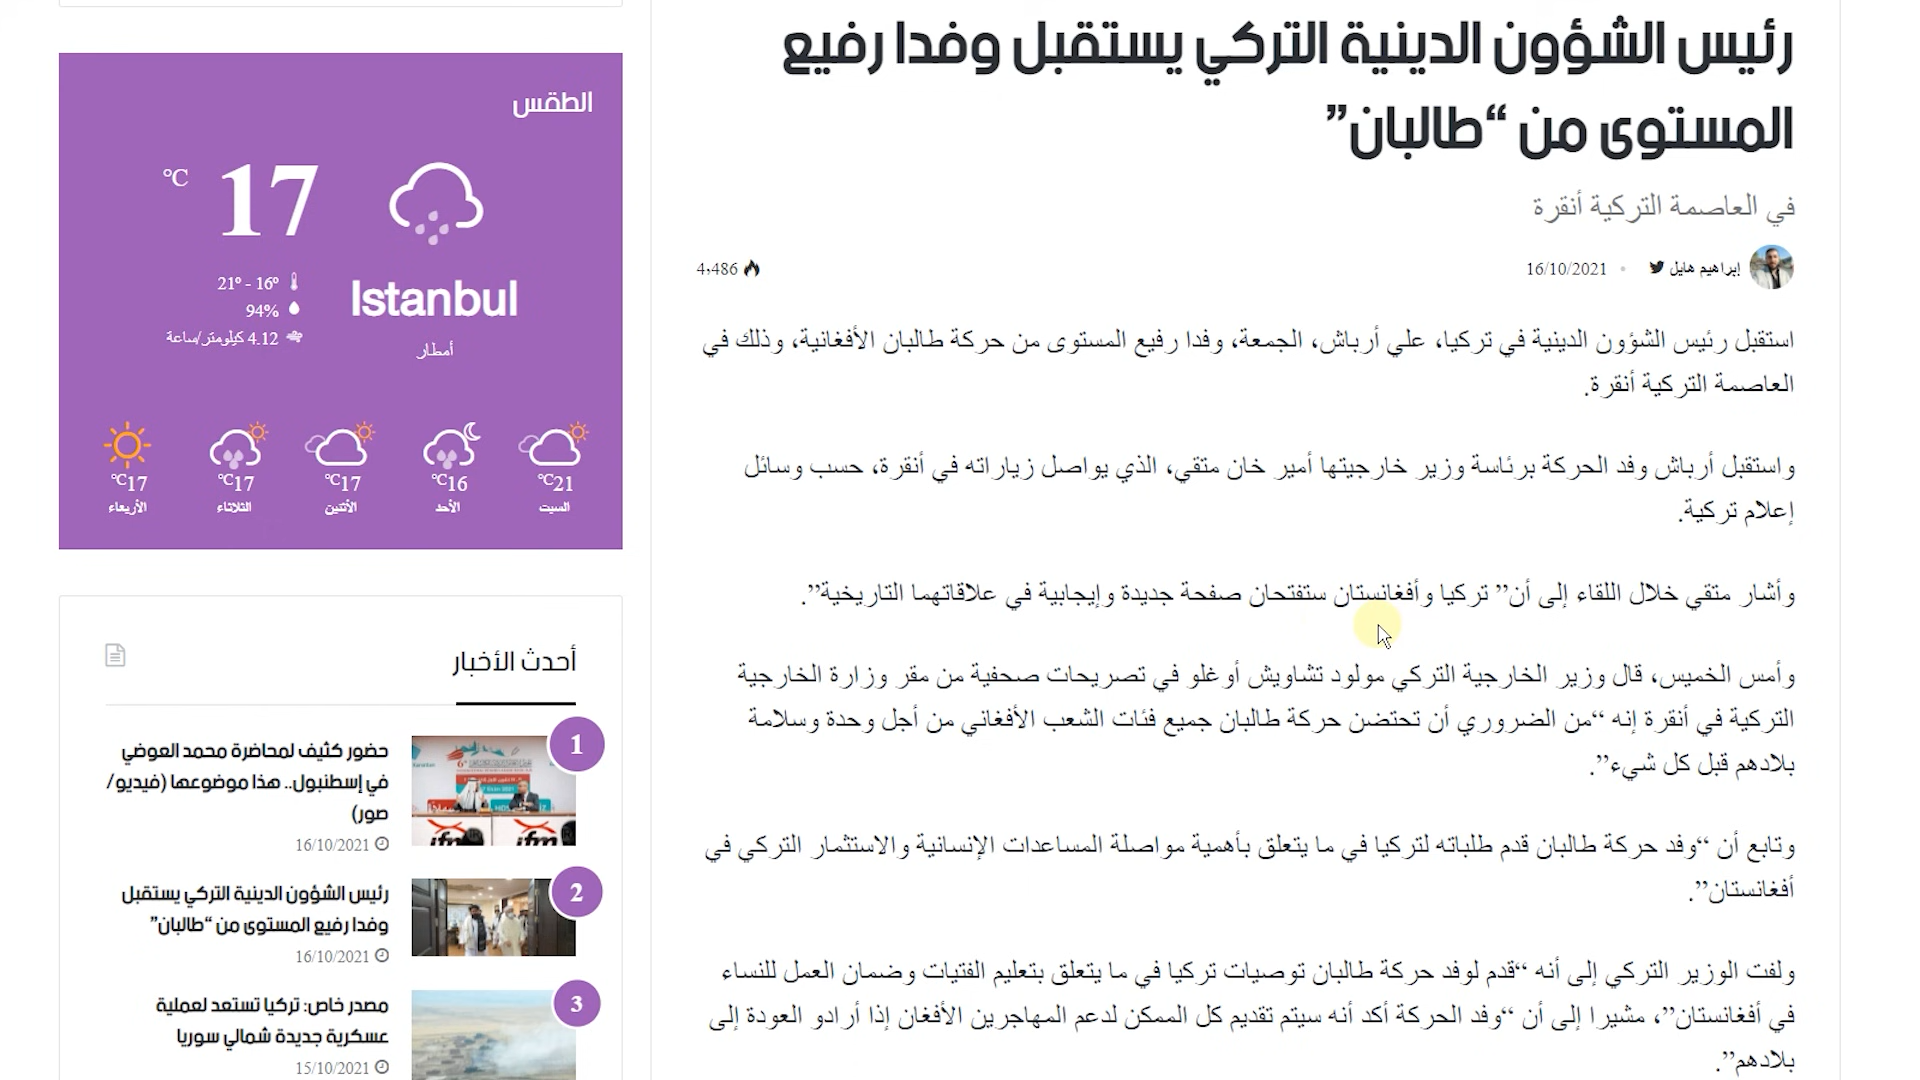 رئيس الشؤون الدينية التركي يستقبل وفدا رفيع
المستوى من “طالبان”
في العاصمة التركية أنقرة
إبراهيم هايل
16/10/2021
4٬486
استقبل رئيس الشؤون الدينية في تركيا، علي أرباش، الجمعة، وفدا رفيع المستوى من حركة طالبان الأفغانية، وذلك في
العاصمة التركية أنقرة.
واستقبل أرباش وفد الحركة برئاسة وزير خارجيتها أمير خان متقي، الذي يواصل زياراته في أنقرة، حسب وسائل
إعلام تركية.
وأشار متقي خلال اللقاء إلى أن” تركيا وأفغانستان ستفتحان صفحة جديدة وإيجابية في علاقاتهما التاريخية”.
وأمس الخميس، قال وزير الخارجية التركي مولود تشاويش أوغلو في تصريحات صحفية من مقر وزارة الخارجية
التركية في أنقرة إنه “من الضروري أن تحتضن حركة طالبان جميع فئات الشعب الأفغاني من أجل وحدة وسلامة
بلادهم قبل كل شيء”.
وتابع أن “وفد حركة طالبان قدم طلباته لتركيا في ما يتعلق بأهمية مواصلة المساعدات الإنسانية والاستثمار التركي في
أفغانستان”.
ولفت الوزير التركي إلى أنه “قدم لوفد حركة طالبان توصيات تركيا في ما يتعلق بتعليم الفتيات وضمان العمل للنساء
في أفغانستان”، مشيرا إلى أن “وفد الحركة أكد أنه سيتم تقديم كل الممكن لدعم المهاجرين الأفغان إذا أرادو العودة إلى
بلادهم”.
الطقس
17 ℃
Istanbul
أمطار
21º - 16º
94%
4.12 كيلومتر/ساعة
21℃
السبت
16℃
الأحد
17℃
الأثنين
17℃
الثلاثاء
17℃
الأربعاء
أحدث الأخبار
1
حضور كثيف لمحاضرة محمد العوضي
في إسطنبول.. هذا موضوعها (فيديو/
صور)
16/10/2021
ifm
ifm
2
رئيس الشؤون الدينية التركي يستقبل
وفدا رفيع المستوى من “طالبان”
16/10/2021
3
مصدر خاص: تركيا تستعد لعملية
عسكرية جديدة شمالي سوريا
15/10/2021